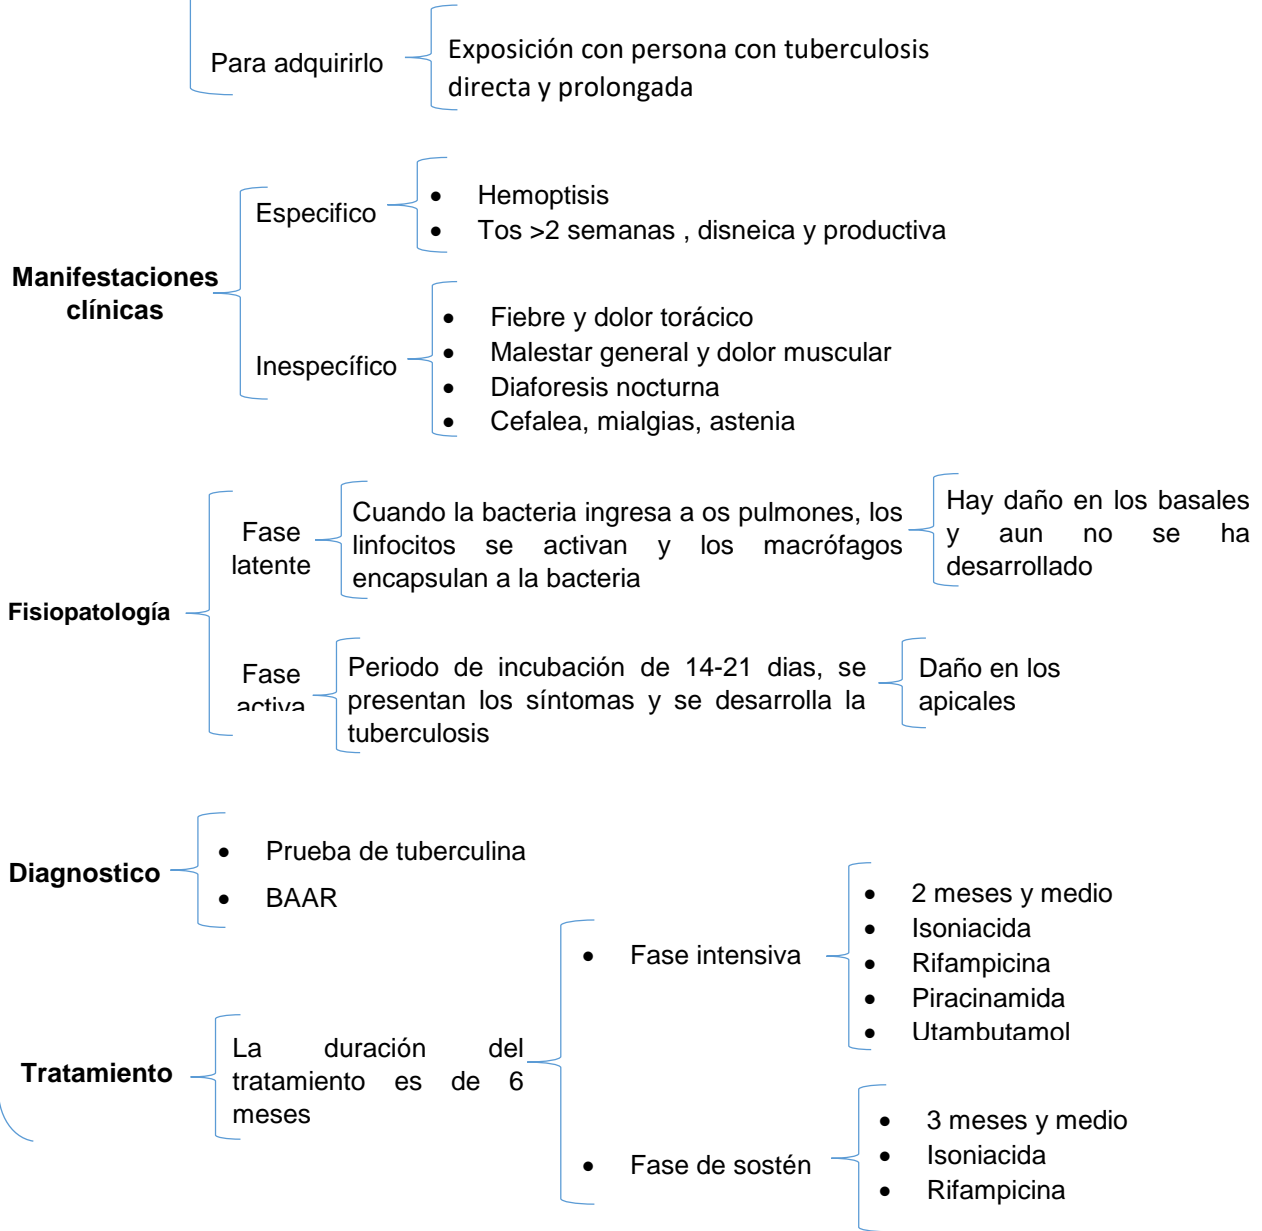 Para adquirirlo
Exposición con persona con tuberculosis
directa y prolongada
Manifestaciones
clínicas
Especifico
• Hemoptisis
• Tos >2 semanas , disneica y productiva
Inespecífico
• Fiebre y dolor torácico
• Malestar general y dolor muscular
• Diaforesis nocturna
• Cefalea, mialgias, astenia
Fisiopatología
Fase
latente
Cuando la bacteria ingresa a os pulmones, los
linfocitos se activan y los macrófagos
encapsulan a la bacteria
Hay daño en los basales
y aun no se ha
desarrollado
Fase
activa
Periodo de incubación de 14-21 dias, se
presentan los síntomas y se desarrolla la
tuberculosis
Daño en los
apicales
Diagnostico
• Prueba de tuberculina
• BAAR
Tratamiento
La duración del
tratamiento es de 6
meses
• Fase intensiva
• 2 meses y medio
• Isoniacida
• Rifampicina
• Piracinamida
• Utambutamol
• Fase de sostén
• 3 meses y medio
• Isoniacida
• Rifampicina